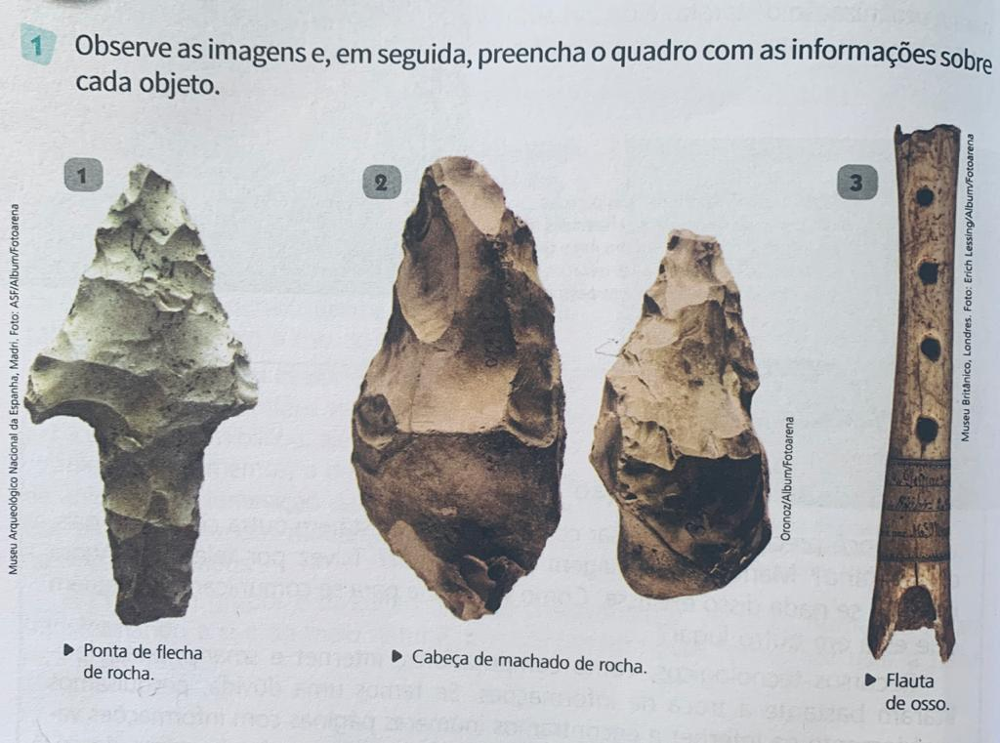 1 Observe as imagens e, em seguida, preencha o quadro com as informações sobre
cada objeto.
1
2
3
Museu Arqueológico Nacional da Espanha, Madri. Foto: ASF/Album/Fotoarena
Oronoz/Album/Fotoarena
Museu Britânico, Londres. Foto: Erich Lessing/Album/Fotoarena
Ponta de flecha
de rocha.
Cabeça de machado de rocha.
Flauta
de osso.